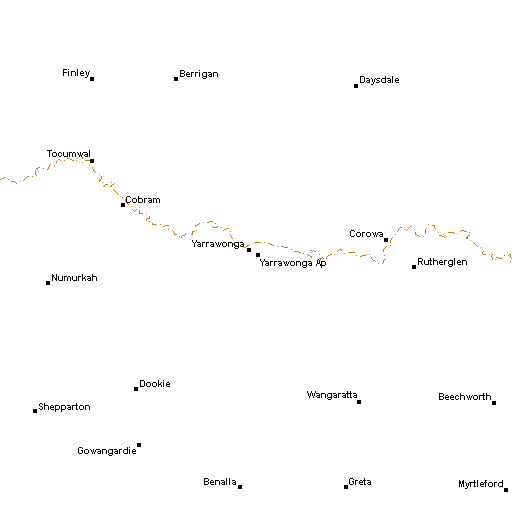 Finley
Berrigan
Daysdale
Tocumwal
Cobram
Corowa
Yarrawonga
Yarrawonga Ap
Rutherglen
Numurkah
Dookie
Wangaratta
Beechworth
Shepparton
Gowangardie
Benalla
Greta
Myrtleford